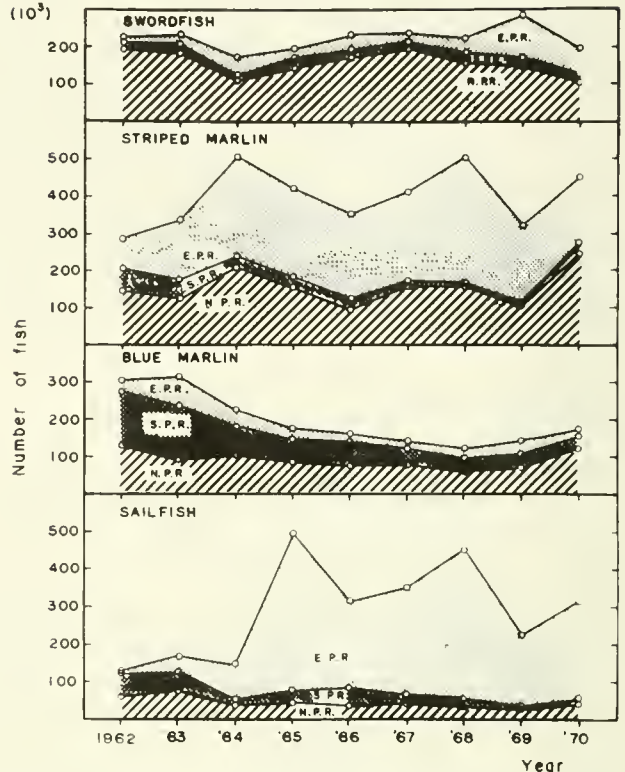 (10³)
SWORDFISH
200
100
E.P.R.
N.P.R.
STRIPED MARLIN
500
400
300
200
100
E.P.R.
S.P.R.
N.P.R.
BLUE MARLIN
300
200
100
E.P.R.
S.P.R.
N.P.R
SAILFISH
500
400
300
200
100
E P.R
S P.R.
N.P.R.
1962 '63 '64 '65 '66 '67 '68 '69 '70
Year
Number of fish